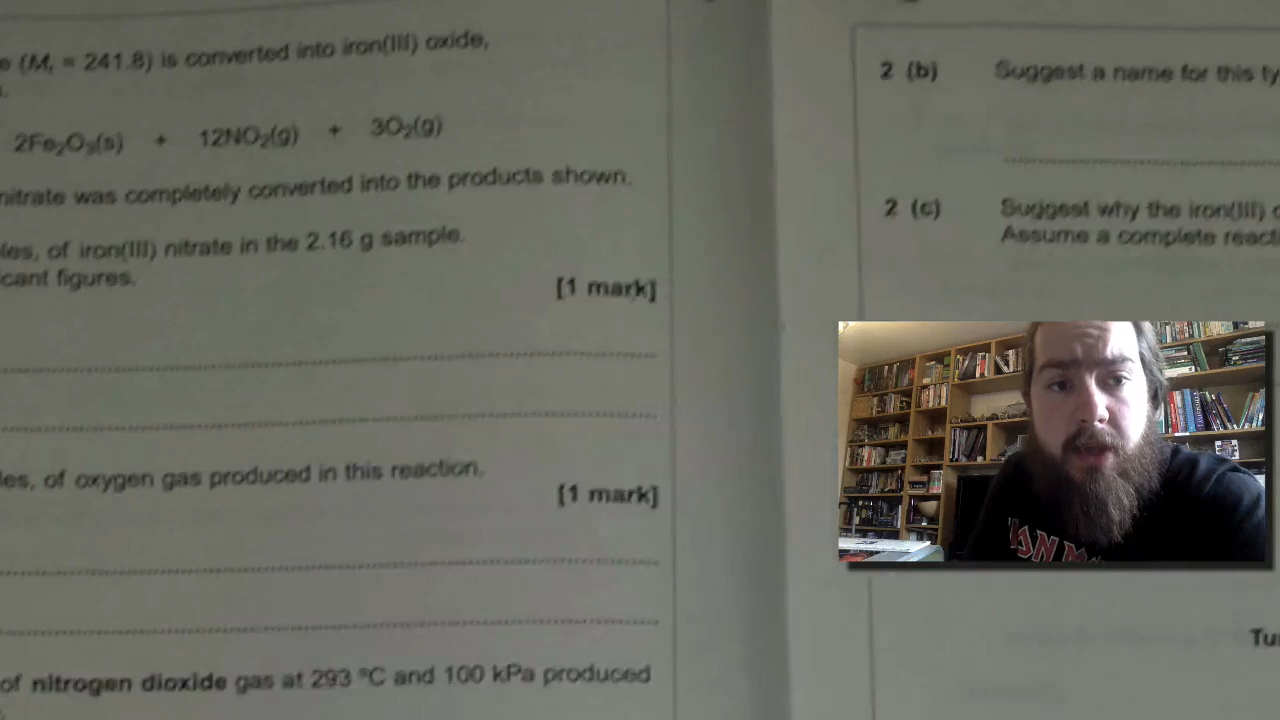 e (Mr = 241.8) is converted into iron(III) oxide,
2Fe2O3(s) + 12NO2(g) + 3O2(g)
nitrate was completely converted into the products shown.
les, of iron(III) nitrate in the 2.16 g sample.
cant figures.
[1 mark]
les, of oxygen gas produced in this reaction.
[1 mark]
of nitrogen dioxide gas at 293 °C and 100 kPa produced
2 (b) Suggest a name for this ty
2 (c) Suggest why the iron(III)
Assume a complete react
Tu